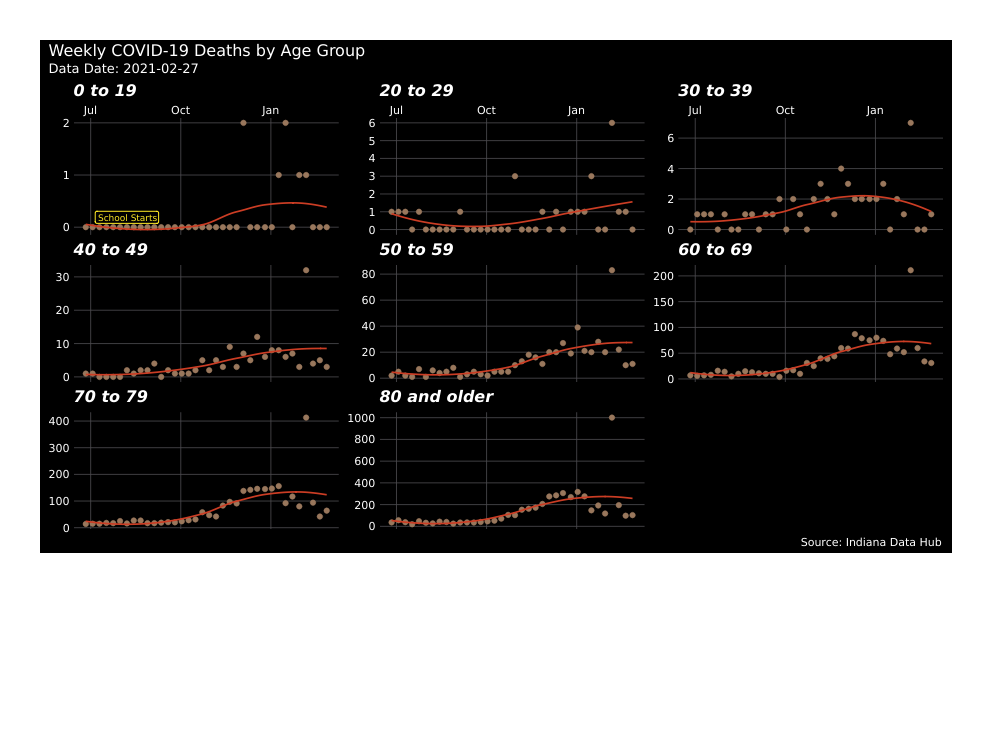 Weekly COVID-19 Deaths by Age Group
Data Date: 2021-02-27
0 to 19
20 to 29
30 to 39
Jul Oct Jan
Jul Oct Jan
Jul Oct Jan
2
1
0
School Starts
6
5
4
3
2
1
0
6
4
2
0
40 to 49
50 to 59
60 to 69
30
20
10
0
80
60
40
20
0
200
150
100
50
0
70 to 79
80 and older
400
300
200
100
0
1000
800
600
400
200
0
Source: Indiana Data Hub